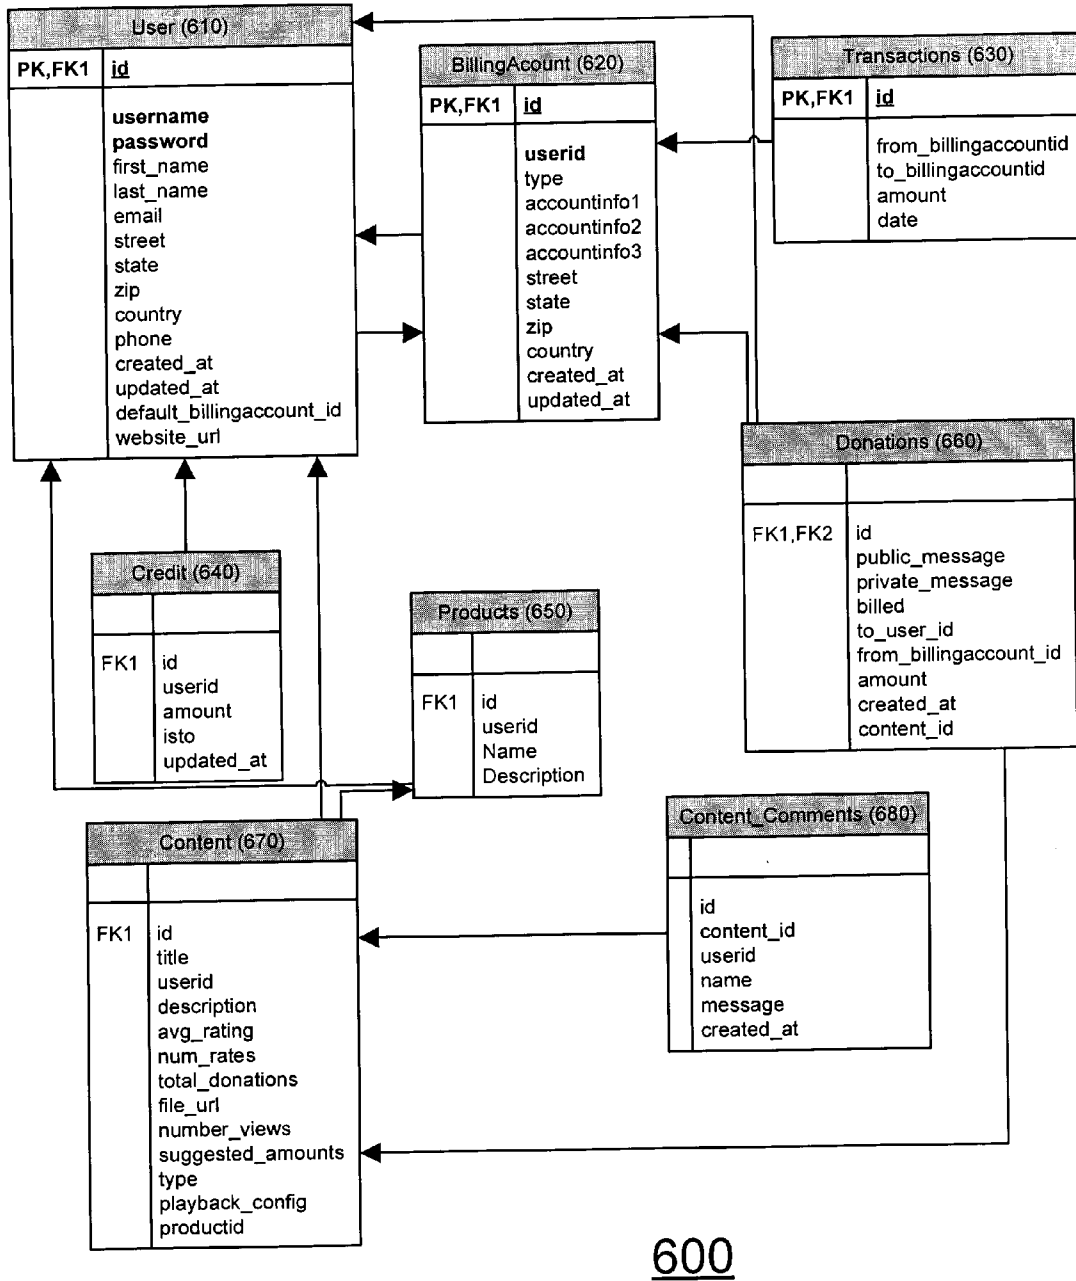 User (610)
PK,FK1 id
username
password
first_name
last_name
email
street
state
zip
country
phone
created_at
updated_at
default_billingaccount_id
website_url
BillingAcount (620)
PK,FK1 id
userid
type
accountinfo1
accountinfo2
accountinfo3
street
state
zip
country
created_at
updated_at
Transactions (630)
PK,FK1 id
from_billingaccountid
to_billingaccountid
amount
date
Credit (640)
FK1 id
userid
amount
isto
updated_at
Products (650)
FK1 id
userid
Name
Description
Donations (660)
FK1,FK2 id
public_message
private_message
billed
to_user_id
from_billingaccount_id
amount
created_at
content_id
Content (670)
FK1 id
title
userid
description
avg_rating
num_rates
total_donations
file_url
number_views
suggested_amounts
type
playback_config
productid
Content_Comments (680)
id
content_id
userid
name
message
created_at
600